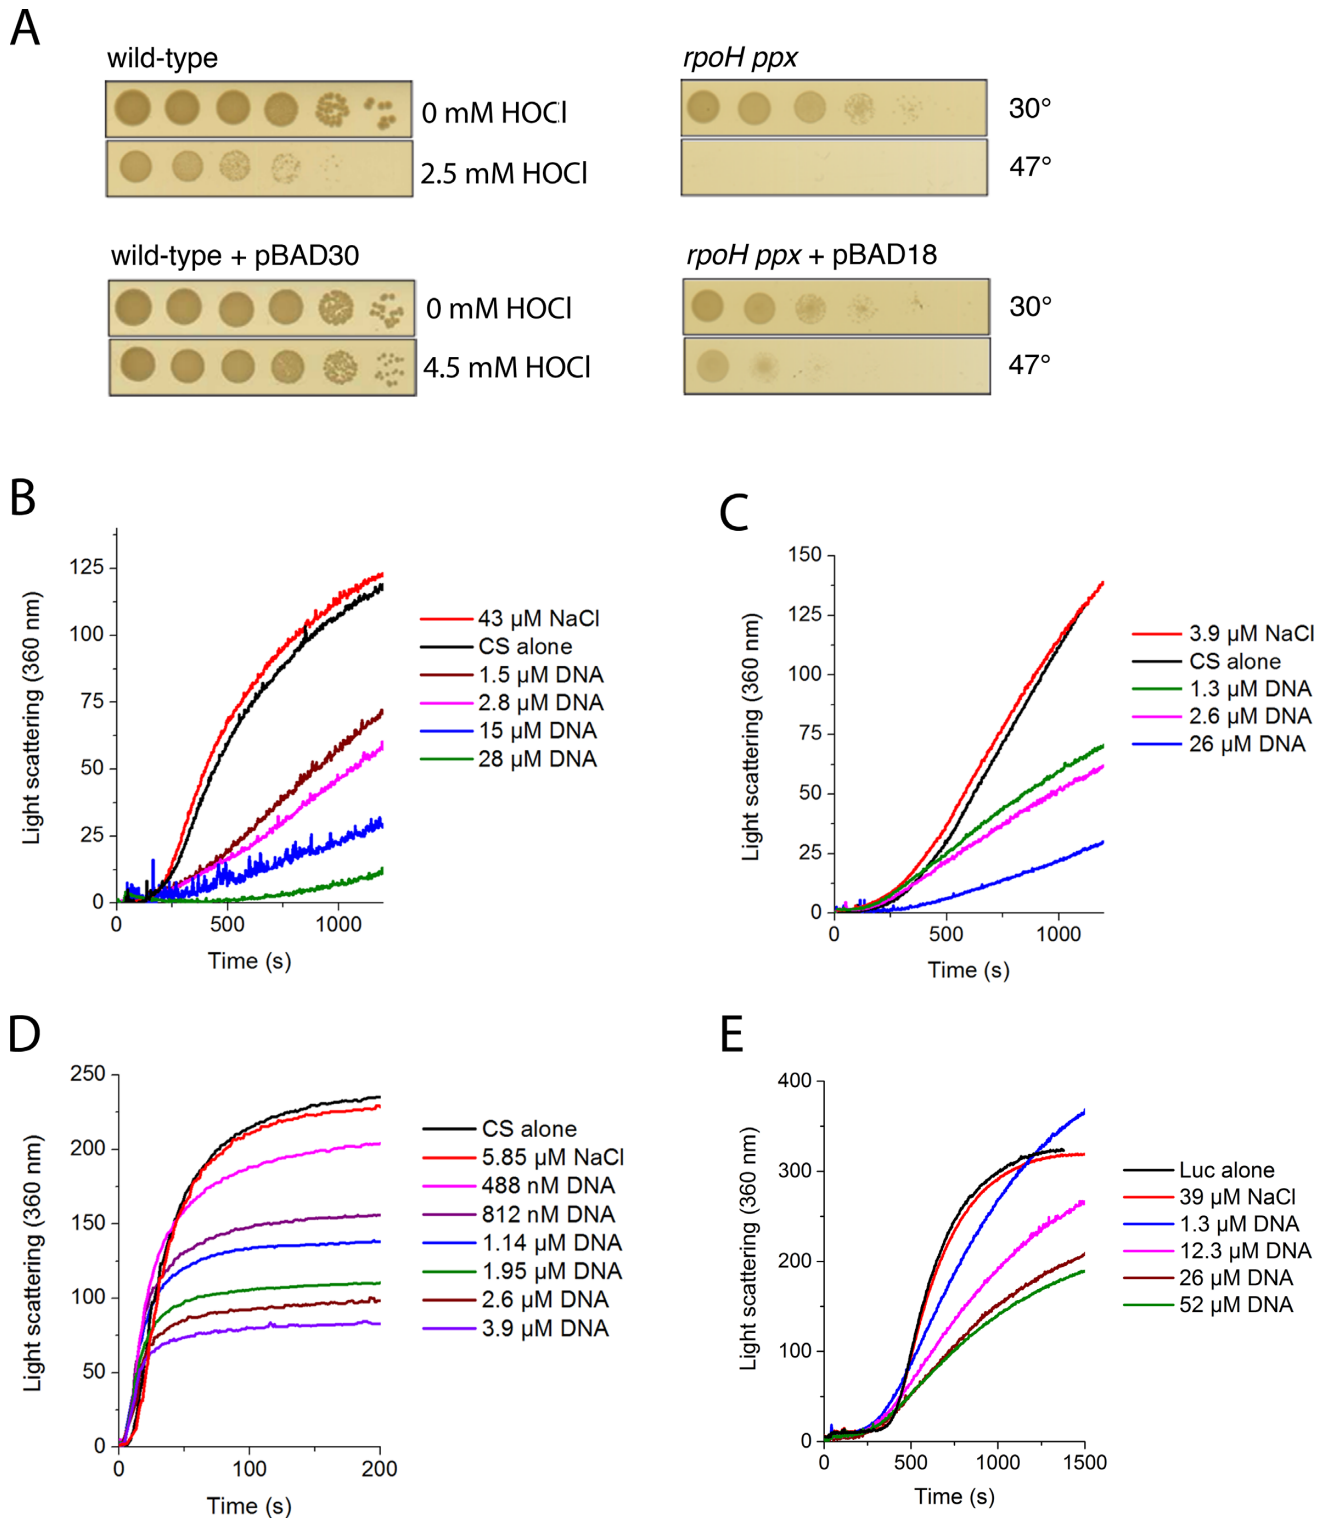 A
wild-type
0 mM HOCl
2.5 mM HOCl
rpoH ppx
30°
47°
wild-type + pBAD30
0 mM HOCl
4.5 mM HOCl
rpoH ppx + pBAD18
30°
47°
B
Light scattering (360 nm)
125
100
75
50
25
0
0
500
1000
Time (s)
43 µM NaCl
CS alone
1.5 µM DNA
2.8 µM DNA
15 µM DNA
28 µM DNA
C
Light scattering (360 nm)
150
125
100
75
50
25
0
0
500
1000
Time (s)
3.9 µM NaCl
CS alone
1.3 µM DNA
2.6 µM DNA
26 µM DNA
D
Light scattering (360 nm)
250
200
150
100
50
0
0
100
200
Time (s)
CS alone
5.85 µM NaCl
488 nM DNA
812 nM DNA
1.14 µM DNA
1.95 µM DNA
2.6 µM DNA
3.9 µM DNA
E
Light scattering (360 nm)
400
300
200
100
0
0
500
1000
1500
Time (s)
Luc alone
39 µM NaCl
1.3 µM DNA
12.3 µM DNA
26 µM DNA
52 µM DNA